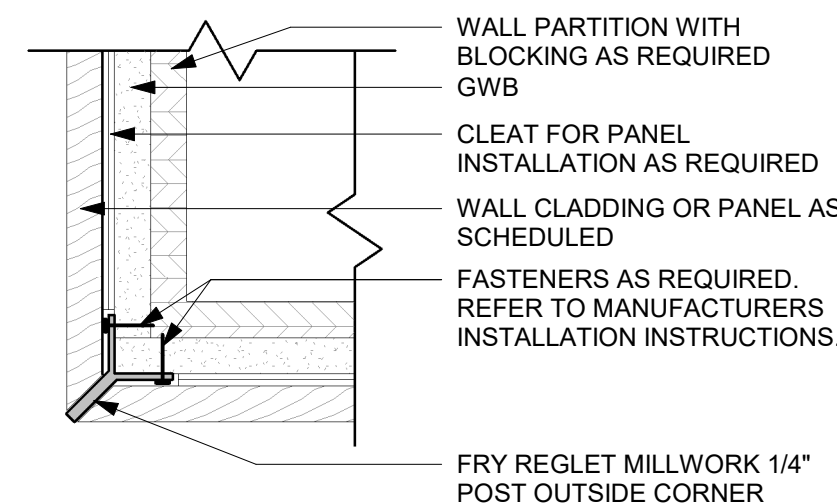 WALL PARTITION WITH
BLOCKING AS REQUIRED
GWB
CLEAT FOR PANEL
INSTALLATION AS REQUIRED
WALL CLADDING OR PANEL AS
SCHEDULED
FASTENERS AS REQUIRED.
REFER TO MANUFACTURERS
INSTALLATION INSTRUCTIONS.
FRY REGLET MILLWORK 1/4"
POST OUTSIDE CORNER